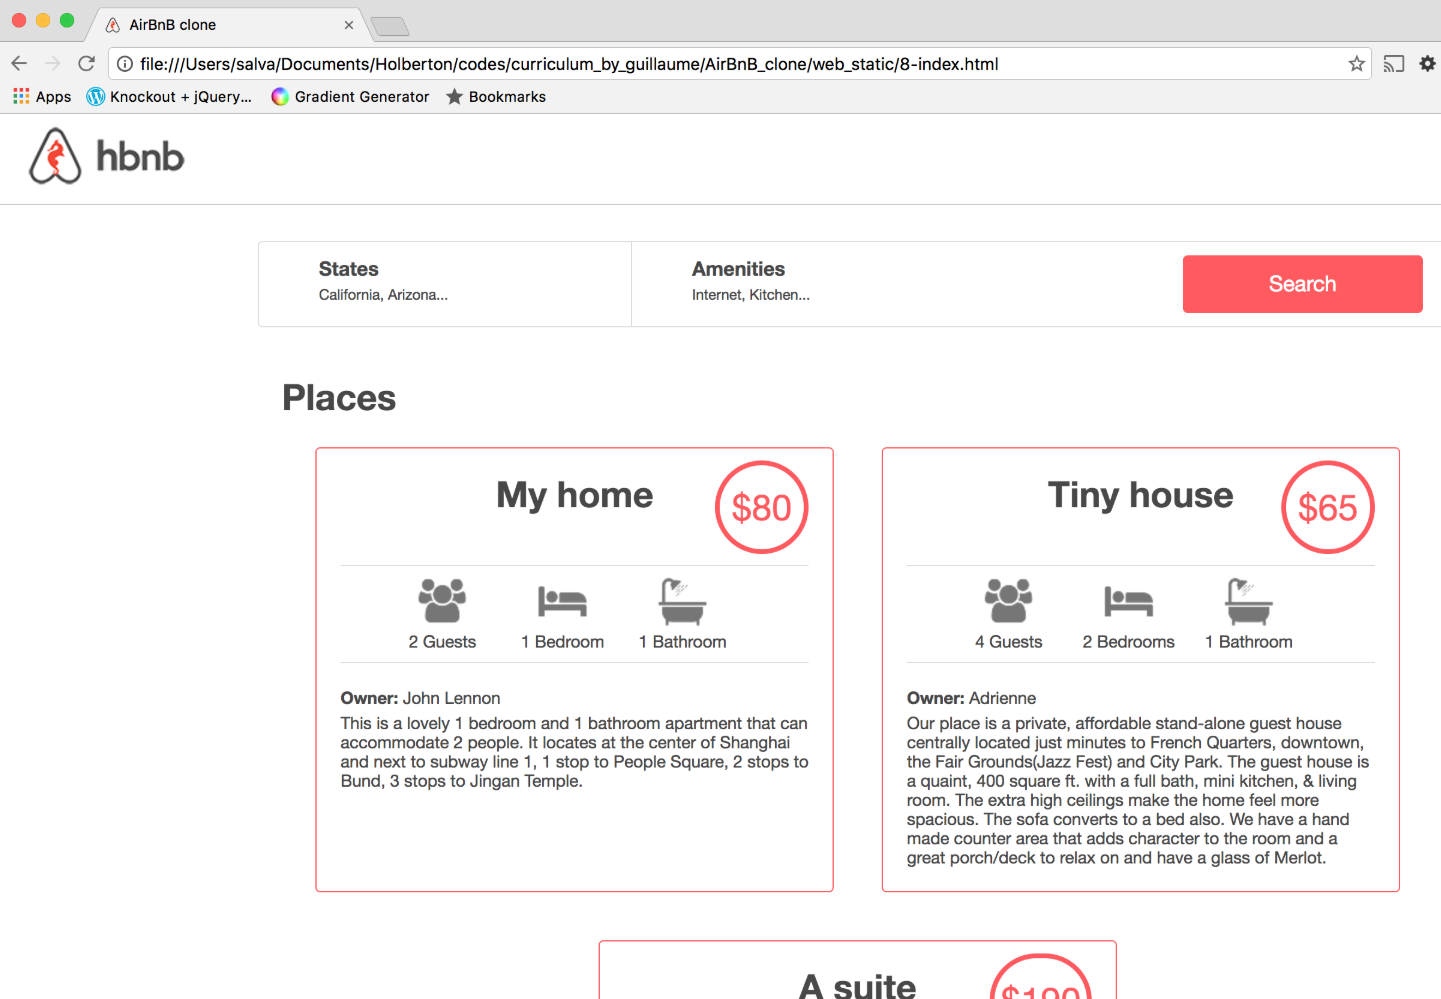 AirBnB clone
file:///Users/salva/Documents/Holberton/codes/curriculum_by_guillaume/AirBnB_clone/web_static/8-index.html
Apps Knockout + jQuery... Gradient Generator Bookmarks
hbnb
States
California, Arizona...
Amenities
Internet, Kitchen...
Search
Places
My home
$80
2 Guests 1 Bedroom 1 Bathroom
Owner: John Lennon
This is a lovely 1 bedroom and 1 bathroom apartment that can
accommodate 2 people. It locates at the center of Shanghai
and next to subway line 1, 1 stop to People Square, 2 stops to
Bund, 3 stops to Jingan Temple.
Tiny house
$65
4 Guests 2 Bedrooms 1 Bathroom
Owner: Adrienne
Our place is a private, affordable stand-alone guest house
centrally located just minutes to French Quarters, downtown,
the Fair Grounds(Jazz Fest) and City Park. The guest house is
a quaint, 400 square ft. with a full bath, mini kitchen, & living
room. The extra high ceilings make the home feel more
spacious. The sofa converts to a bed also. We have a hand
made counter area that adds character to the room and a
great porch/deck to relax on and have a glass of Merlot.
A suite
$190